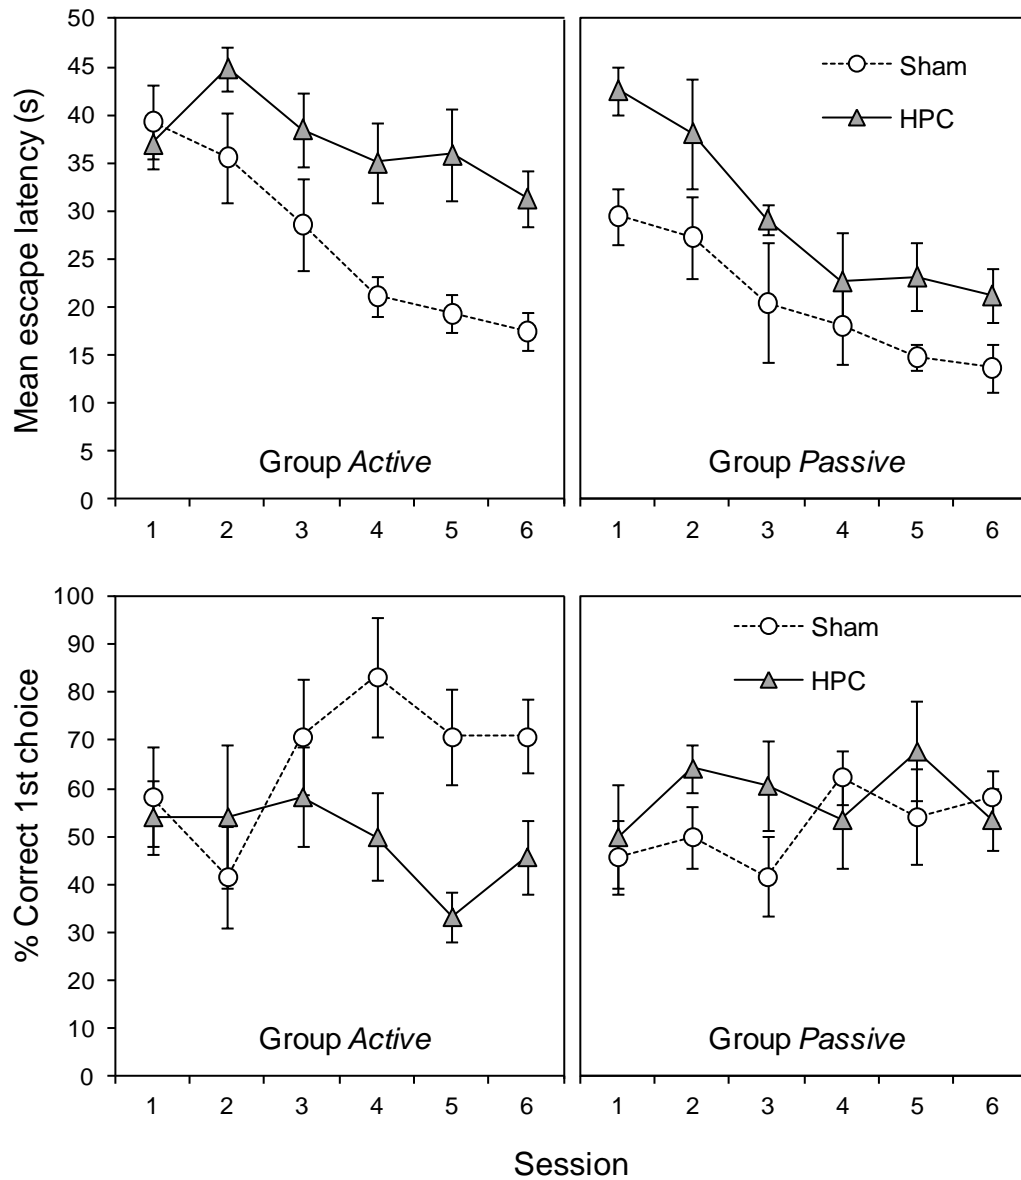 50
45
40
35
30
25
20
15
10
5
0
Mean escape latency (s)
Group Active
1 2 3 4 5 6
Sham
HPC
Group Passive
1 2 3 4 5 6
100
90
80
70
60
50
40
30
20
10
0
% Correct 1st choice
Group Active
1 2 3 4 5 6
Sham
HPC
Group Passive
1 2 3 4 5 6
Session